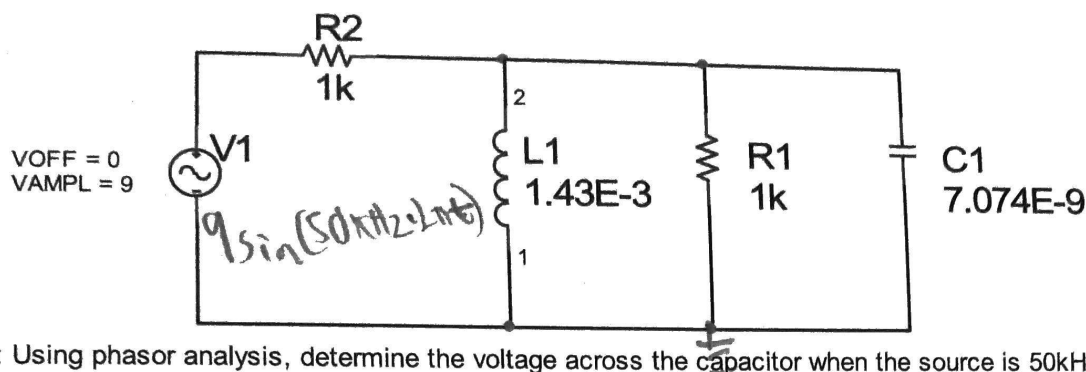 R2
1k
VOFF = 0
VAMPL = 9
V1
9sin(50kHz·2πt)
2
L1
1.43E-3
1
R1
1k
C1
7.074E-9
: Using phasor analysis, determine the voltage across the capacitor when the source is 50kH